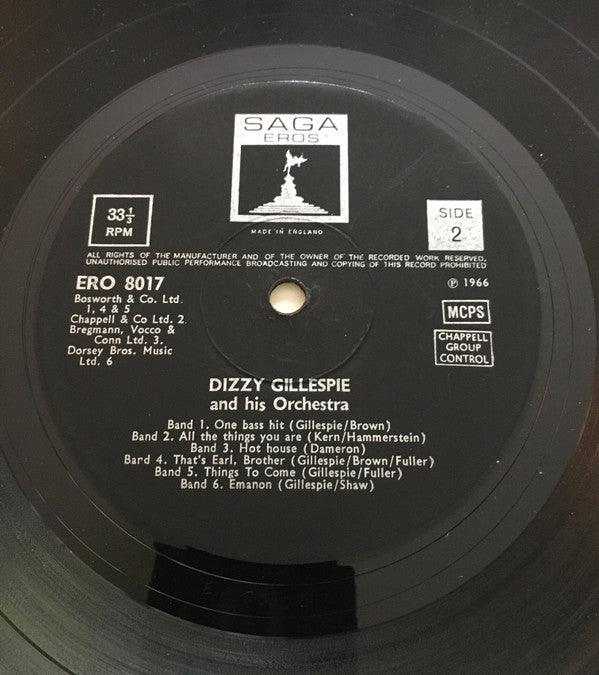 SAGA
EROS
33⅓
RPM
SIDE
2
MADE IN ENGLAND
ALL RIGHTS OF THE MANUFACTURER AND OF THE OWNER OF THE RECORDED WORK RESERVED,
UNAUTHORISED PUBLIC PERFORMANCE BROADCASTING AND COPYING OF THIS RECORD PROHIBITED
ERO 8017
Bosworth & Co. Ltd.
1, 4 & 5
Chappell & Co Ltd. 2.
Bregmann, Vocco &
Conn Ltd. 3.
Dorsey Bros. Music
Ltd. 6
℗ 1966
MCPS
CHAPPELL
GROUP
CONTROL
DIZZY GILLESPIE
and his Orchestra
Band 1. One bass hit (Gillespie/Brown)
Band 2. All the things you are (Kern/Hammerstein)
Band 3. Hot house (Dameron)
Band 4. That's Earl, Brother (Gillespie/Brown/Fuller)
Band 5. Things To Come (Gillespie/Fuller)
Band 6. Emanon (Gillespie/Shaw)